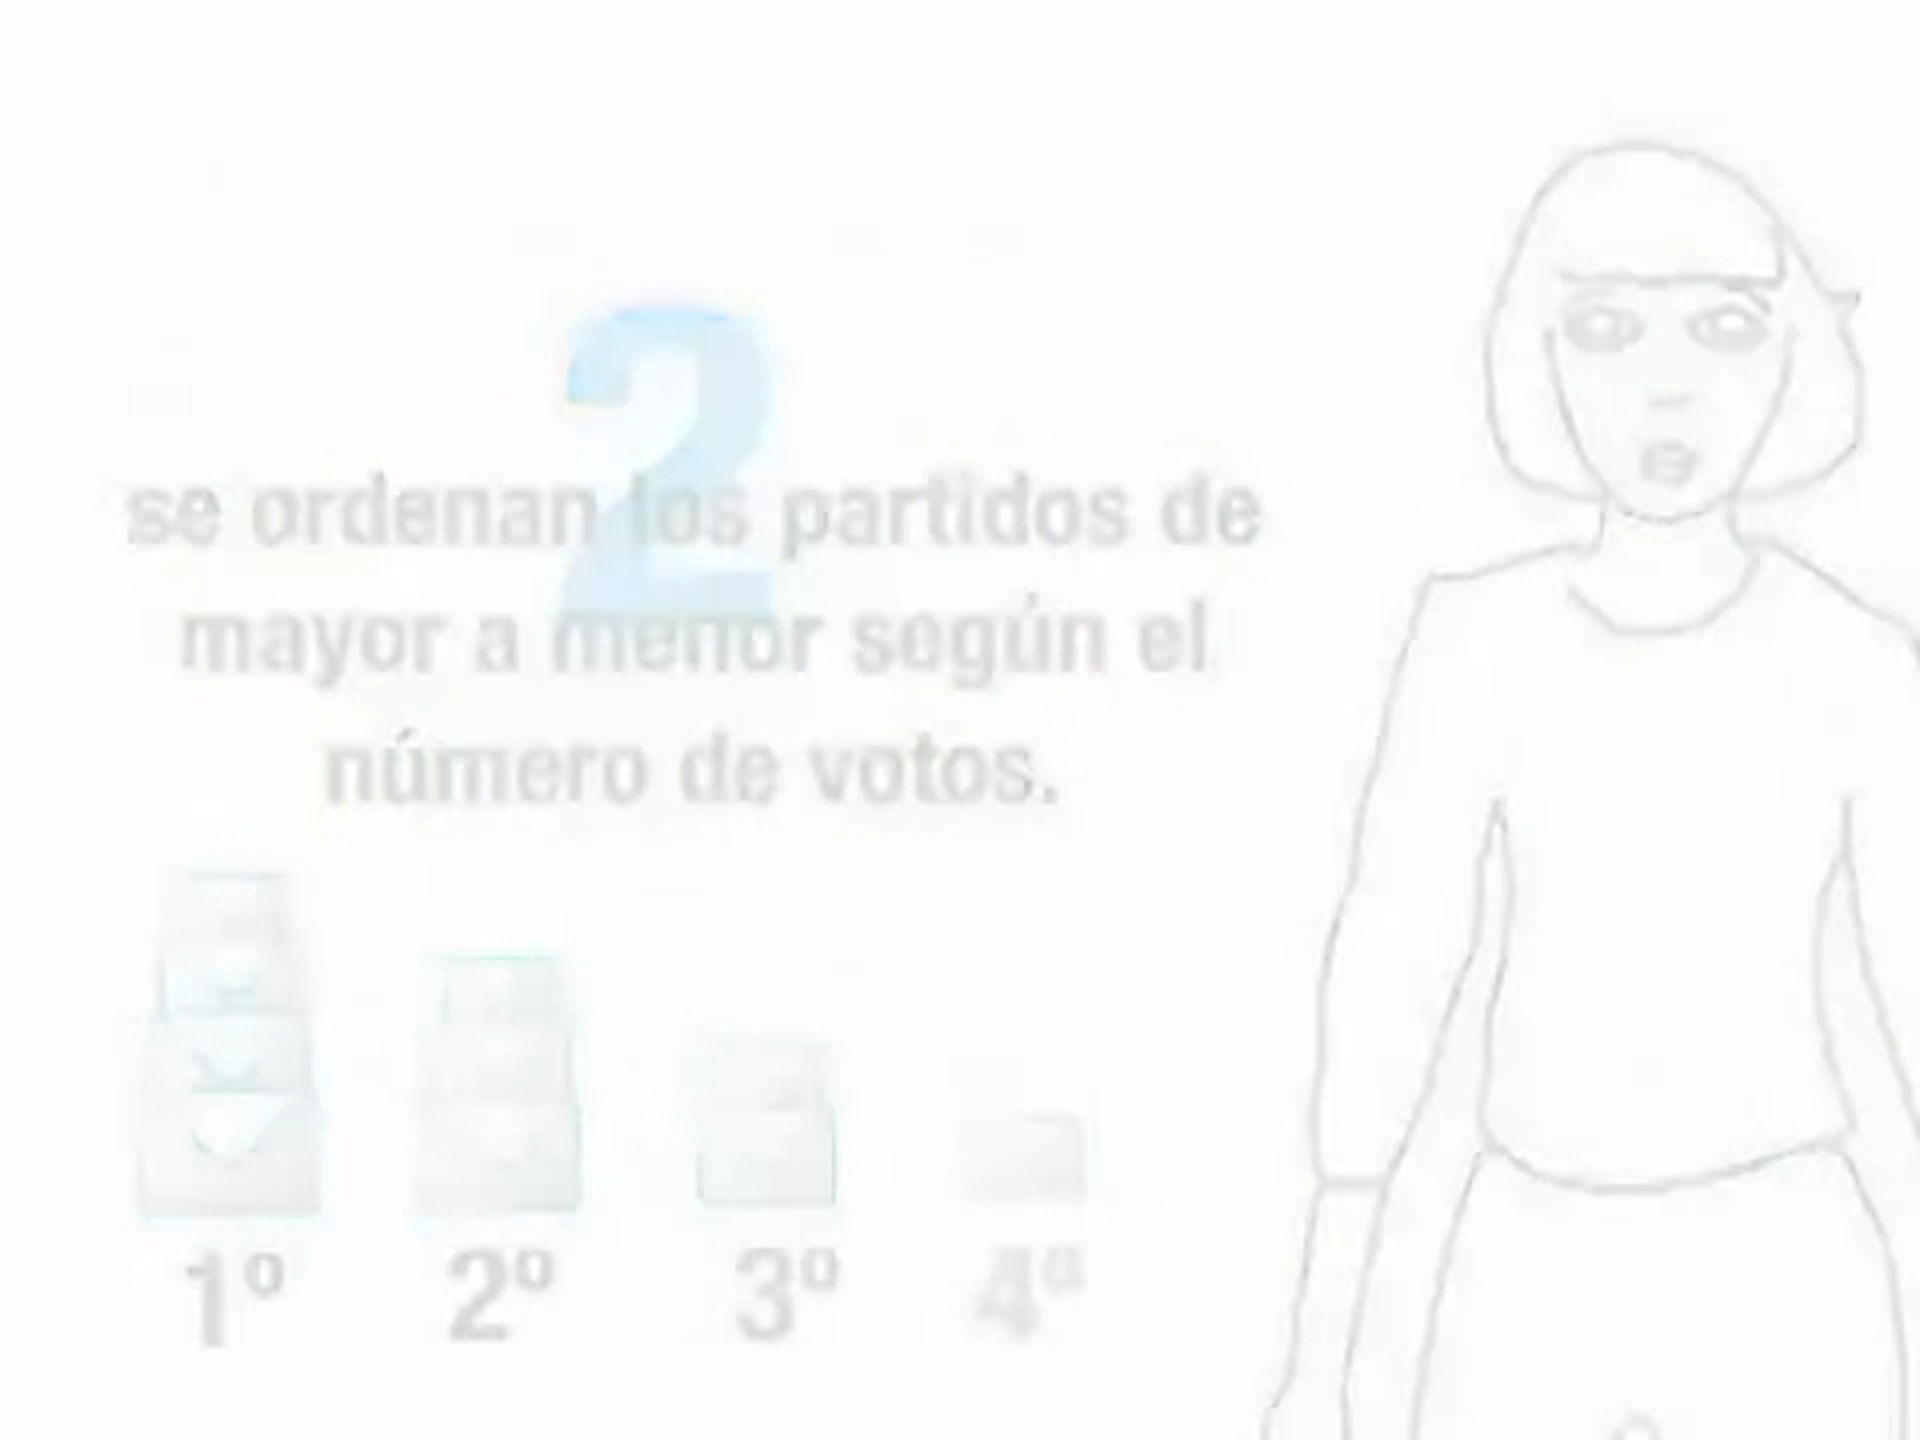 2
se ordenan los partidos de
mayor a menor según el
número de votos.
1º 2º 3º 4º